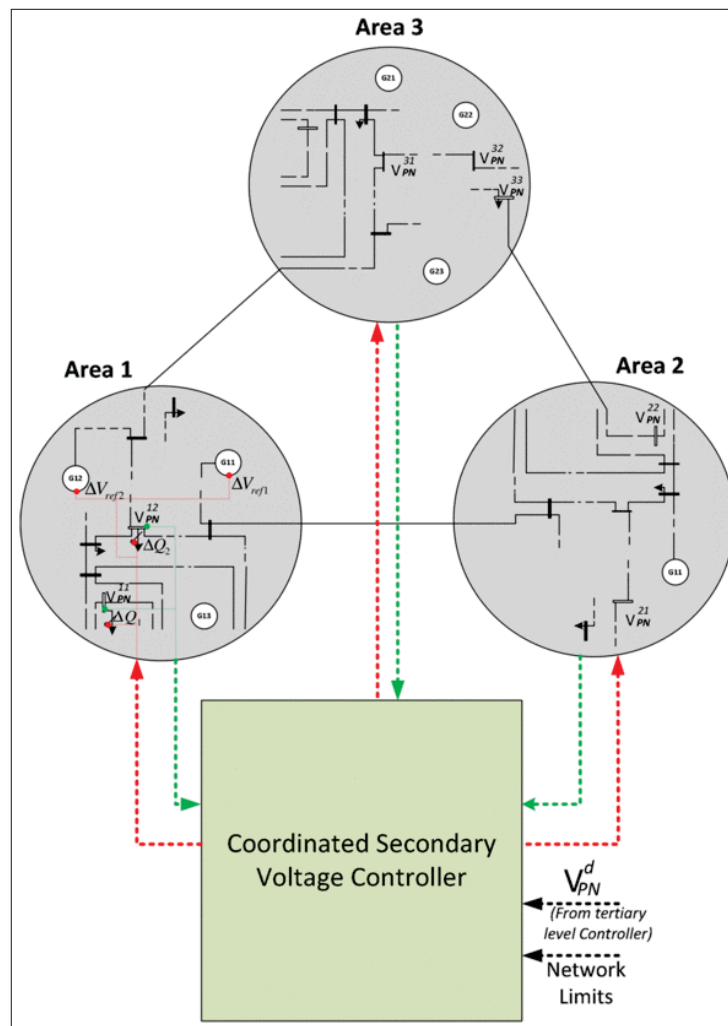 Area 3
G21
G22
V_PN^31
V_PN^32
V_PN^33
G23
Area 1
Area 2
G12
G11
ΔV_ref2
ΔV_ref1
V_PN^12
ΔQ_2
V_PN^11
ΔQ_1
G13
V_PN^22
G11
V_PN^21
Coordinated Secondary
Voltage Controller
V_PN^d
(From tertiary
level Controller)
Network
Limits